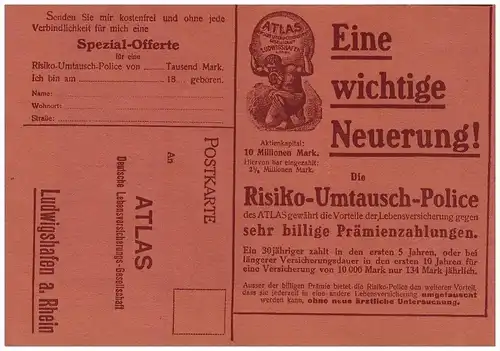 Senden Sie mir kostenfrei und ohne jede
Verbindlichkeit für mich eine
Spezial-Offerte
für eine
Risiko-Umtausch-Police von Tausend Mark.
Ich bin am 18 geboren.
Name:
Wohnort:
Straße:
POSTKARTE
An
ATLAS
Deutsche Lebensversicherungs-Gesellschaft
Ludwigshafen a. Rhein
ATLAS
LUDWIGSHAFEN
Aktienkapital:
10 Millionen Mark.
Hiervon bar eingezahlt:
2½ Millionen Mark.
Eine
wichtige
Neuerung!
Die
Risiko-Umtausch-Police
des ATLAS gewährt die Vorteile der Lebensversicherung gegen
sehr billige Prämienzahlungen.
Ein 30jähriger zahlt in den ersten 5 Jahren, oder bei
längerer Versicherungsdauer in den ersten 10 Jahren für
eine Versicherung von 10 000 Mark nur 134 Mark jährlich.
Ausser der billigen Prämie bietet die Risiko-Police den weiteren Vorteil,
dass sie jederzeit in eine andere Lebensversicherung umgetauscht
werden kann, ohne neue ärztliche Untersuchung.